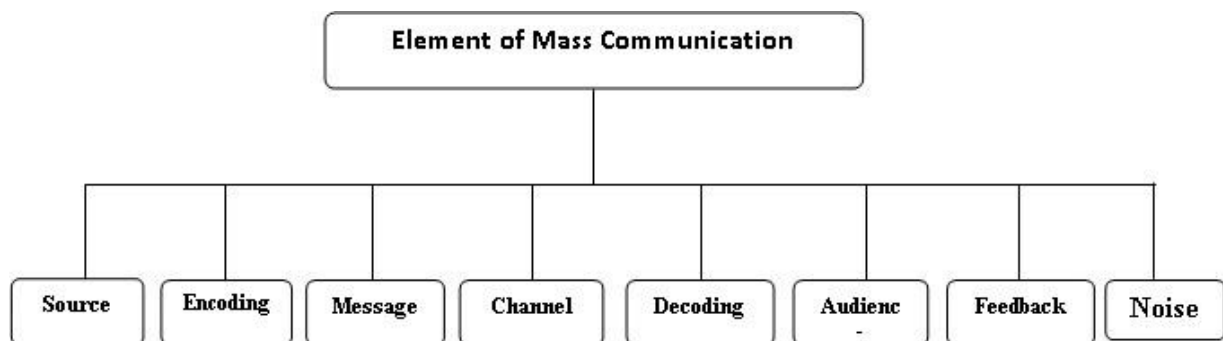 Element of Mass Communication
Source
Encoding
Message
Channel
Decoding
Audienc
Feedback
Noise